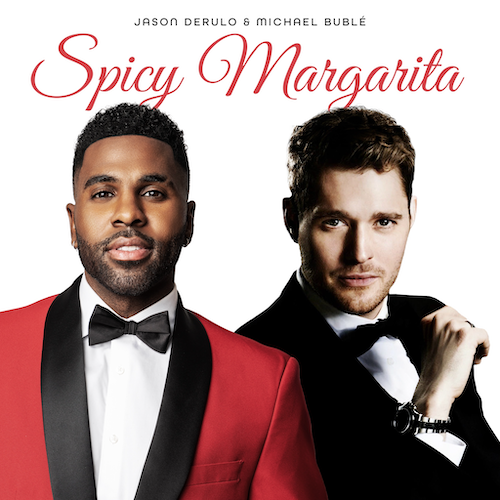 JASON DERULO & MICHAEL BUBLÉ
Spicy Margarita